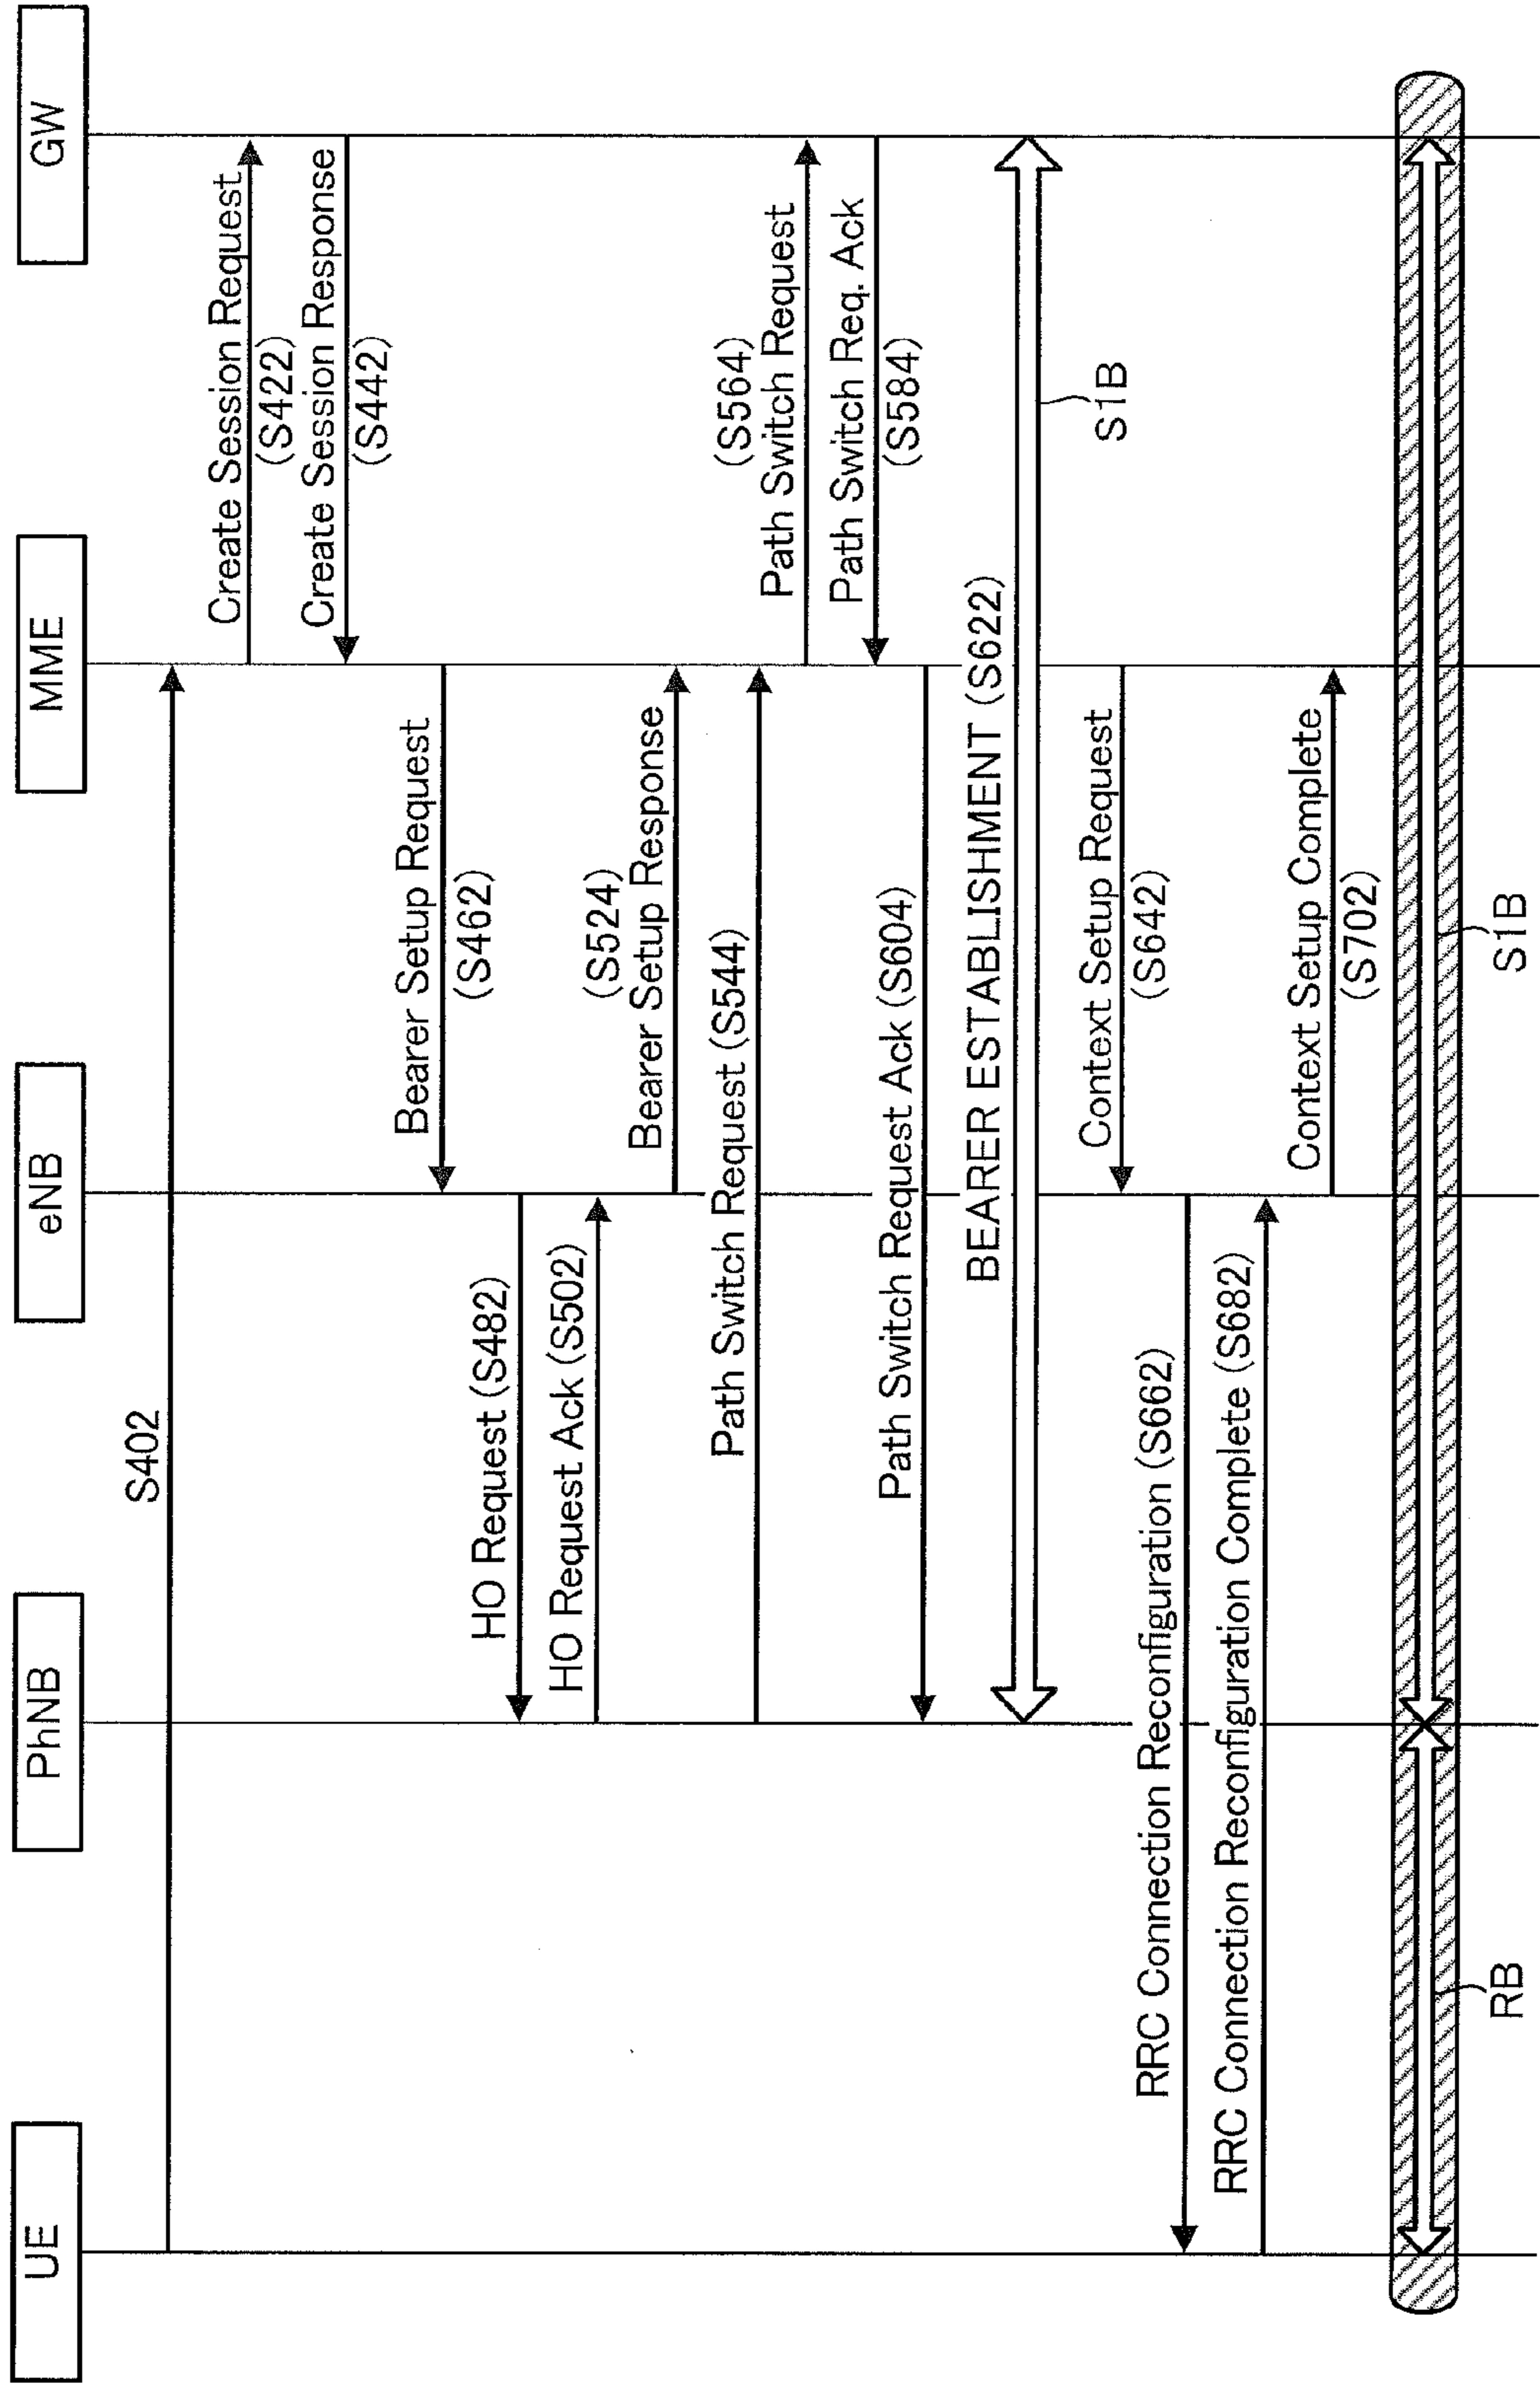 UE
PhNB
eNB
MME
GW
S402
Create Session Request
(S422)
Create Session Response
(S442)
Bearer Setup Request
(S462)
HO Request (S482)
HO Request Ack (S502)
(S524)
Bearer Setup Response
Path Switch Request (S544)
(S564)
Path Switch Request
Path Switch Req. Ack
(S584)
Path Switch Request Ack (S604)
BEARER ESTABLISHMENT (S622)
S1B
Context Setup Request
(S642)
RRC Connection Reconfiguration (S662)
RRC Connection Reconfiguration Complete (S682)
Context Setup Complete
(S702)
RB
S1B